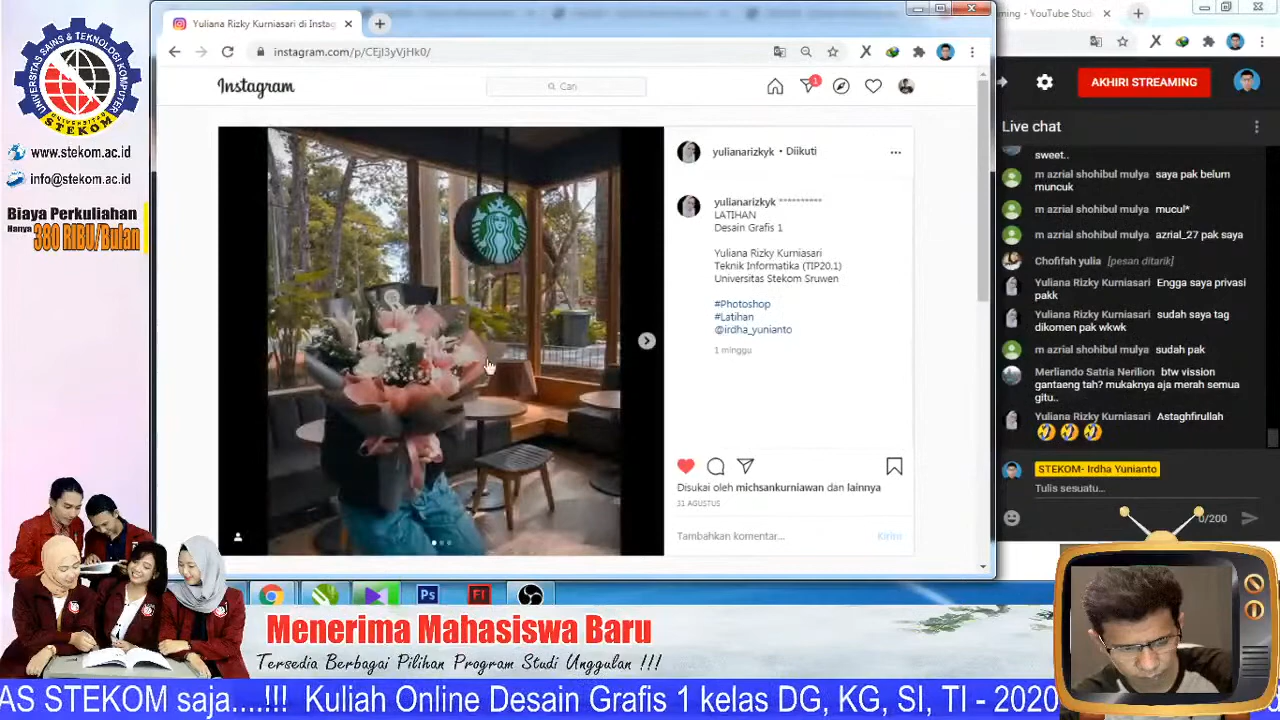 UNIVERSITAS SAINS & TEKNOLOGI KOMPUTER
STEKOM
www.stekom.ac.id
info@stekom.ac.id
Biaya Perkuliahan
Hanya 380 RIBU/Bulan
Yuliana Rizky Kurniasari di Instag
instagram.com/p/CEjI3yVjHk0/
Instagram
Cari
1
yulianarizkyk • Diikuti
yulianarizkyk **********
LATIHAN
Desain Grafis 1
Yuliana Rizky Kurniasari
Teknik Informatika (TIP20.1)
Universitas Stekom Sruwen
#Photoshop
#Latihan
@irdha_yunianto
1 minggu
Disukai oleh michsankurniawan dan lainnya
31 AGUSTUS
Tambahkan komentar...
Kirim
ming - YouTube Studi
AKHIRI STREAMING
Live chat
sweet..
m azrial shohibul mulya saya pak belum
muncuk
m azrial shohibul mulya mucul*
m azrial shohibul mulya azrial_27 pak saya
Chofifah yulia [pesan ditarik]
Yuliana Rizky Kurniasari Engga saya privasi
pakk
Yuliana Rizky Kurniasari sudah saya tag
dikomen pak wkwk
m azrial shohibul mulya sudah pak
Merliando Satria Nerilion btw vission
gantaeng tah? mukaknya aja merah semua
gitu..
Yuliana Rizky Kurniasari Astaghfirullah
STEKOM- Irdha Yunianto
Tulis sesuatu...
0/200
Ps
Fl
Menerima Mahasiswa Baru
Tersedia Berbagai Pilihan Program Studi Unggulan !!!
AS STEKOM saja....!!! Kuliah Online Desain Grafis 1 kelas DG, KG, SI, TI - 2020